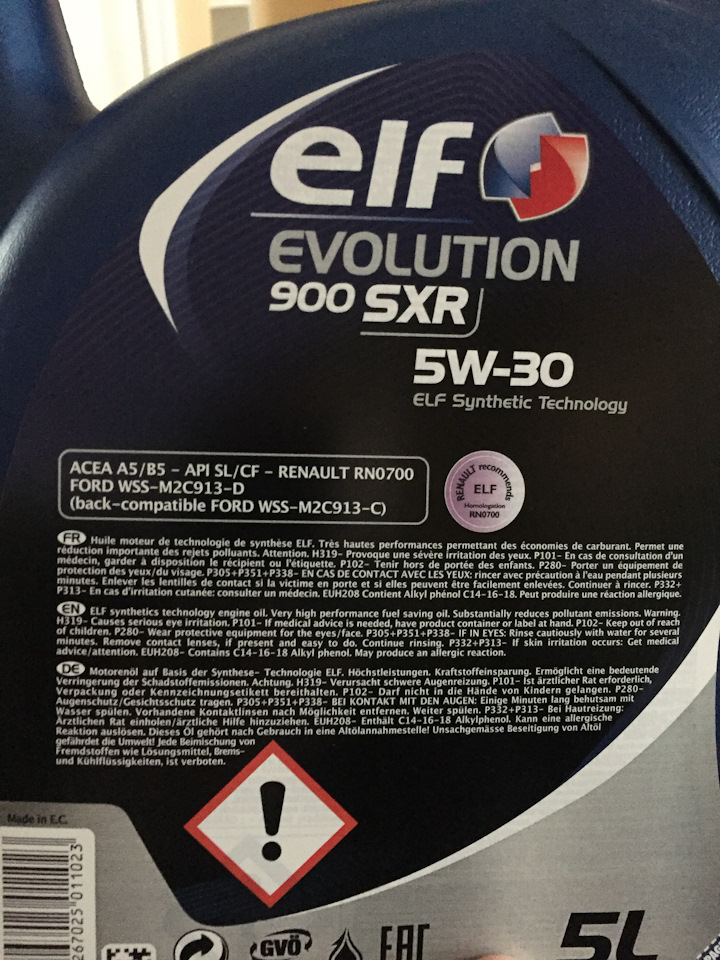 elf
EVOLUTION
900 SXR
5W-30
ELF Synthetic Technology
ACEA A5/B5 – API SL/CF – RENAULT RN0700
FORD WSS-M2C913-D
(back-compatible FORD WSS-M2C913-C)
RENAULT recommends
ELF
Homologation
RN0700
FR Huile moteur de technologie de synthèse ELF. Très hautes performances permettant des économies de carburant. Permet une
réduction importante des rejets polluants. Attention. H319- Provoque une sévère irritation des yeux. P101- En cas de consultation d'un
médecin, garder à disposition le récipient ou l'étiquette. P102- Tenir hors de portée des enfants. P280- Porter un équipement de
protection des yeux/du visage. P305+P351+P338- EN CAS DE CONTACT AVEC LES YEUX: rincer avec précaution à l'eau pendant plusieurs
minutes. Enlever les lentilles de contact si la victime en porte et si elles peuvent être facilement enlevées. Continuer à rincer. P332+
P313- En cas d'irritation cutanée: consulter un médecin. EUH208 Contient Alkyl phénol C14-16-18. Peut produire une réaction allergique.
EN ELF synthetics technology engine oil. Very high performance fuel saving oil. Substantially reduces pollutant emissions. Warning.
H319- Causes serious eye irritation. P101- If medical advice is needed, have product container or label at hand. P102- Keep out of reach
of children. P280- Wear protective equipment for the eyes/face. P305+P351+P338- IF IN EYES: Rinse cautiously with water for several
minutes. Remove contact lenses, if present and easy to do. Continue rinsing. P332+P313- If skin irritation occurs: Get medical
advice/attention. EUH208- Contains C14-16-18 Alkyl phenol. May produce an allergic reaction.
DE Motorenöl auf Basis der Synthese- Technologie ELF. Höchstleistungen. Kraftstoffeinsparung. Ermöglicht eine bedeutende
Verringerung der Schadstoffemissionen. Achtung. H319- Verursacht schwere Augenreizung. P101- Ist ärztlicher Rat erforderlich,
Verpackung oder Kennzeichnungsetikett bereithalten. P102- Darf nicht in die Hände von Kindern gelangen. P280-
Augenschutz/Gesichtsschutz tragen. P305+P351+P338- BEI KONTAKT MIT DEN AUGEN: Einige Minuten lang behutsam mit
Wasser spülen. Vorhandene Kontaktlinsen nach Möglichkeit entfernen. Weiter spülen. P332+P313- Bei Hautreizung:
Ärztlichen Rat einholen/ärztliche Hilfe hinzuziehen. EUH208- Enthält C14-16-18 Alkylphenol. Kann eine allergische
Reaktion auslösen. Dieses Öl gehört nach Gebrauch in eine Altölannahmestelle! Unsachgemässe Beseitigung von Altöl
gefährdet die Umwelt! Jede Beimischung von
Fremdstoffen wie Lösungsmittel, Brems-
und Kühlflüssigkeiten, ist verboten.
Made in E.C.
267025 011023
GVÖ
EAC
5L